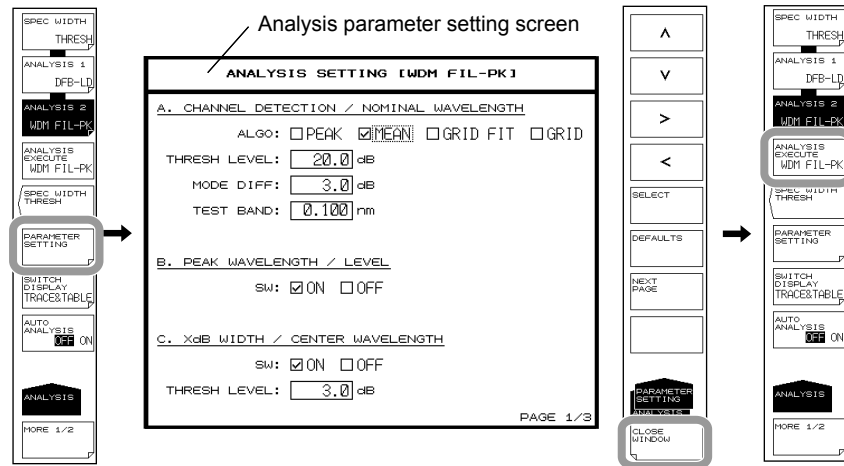 Analysis parameter setting screen
SPEC WIDTH
THRESH
ANALYSIS 1
DFB-LD
ANALYSIS 2
WDM FIL-PK
ANALYSIS
EXECUTE
WDM FIL-PK
SPEC WIDTH
THRESH
PARAMETER
SETTING
SWITCH
DISPLAY
TRACE&TABLE
AUTO
ANALYSIS
OFF ON
ANALYSIS
MORE 1/2
ANALYSIS SETTING [WDM FIL-PK]
A. CHANNEL DETECTION / NOMINAL WAVELENGTH
ALGO: ☐PEAK ☑MEAN ☐GRID FIT ☐GRID
THRESH LEVEL: 20.0 dB
MODE DIFF: 3.0 dB
TEST BAND: 0.100 nm
B. PEAK WAVELENGTH / LEVEL
SW: ☑ON ☐OFF
C. XdB WIDTH / CENTER WAVELENGTH
SW: ☑ON ☐OFF
THRESH LEVEL: 3.0 dB
PAGE 1/3
SELECT
DEFAULTS
NEXT
PAGE
PARAMETER
SETTING
ANALYSIS
CLOSE
WINDOW
SPEC WIDTH
THRESH
ANALYSIS 1
DFB-LD
ANALYSIS 2
WDM FIL-PK
ANALYSIS
EXECUTE
WDM FIL-PK
SPEC WIDTH
THRESH
PARAMETER
SETTING
SWITCH
DISPLAY
TRACE&TABLE
AUTO
ANALYSIS
OFF ON
ANALYSIS
MORE 1/2